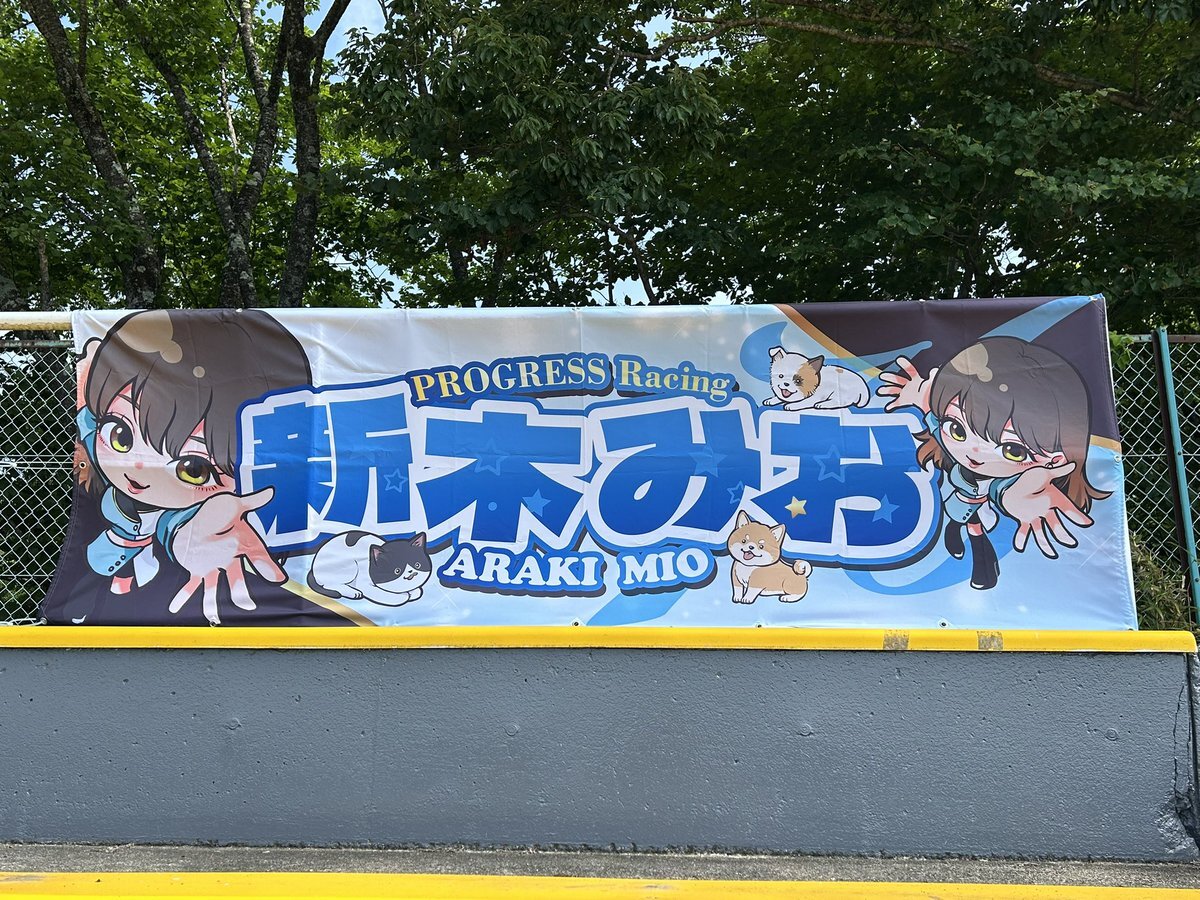 PROGRESS Racing
新木みお
ARAKI MIO